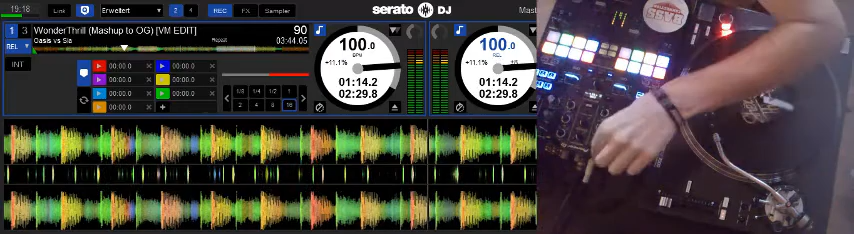 19:18 Link Erweitert 2 4 REC FX Sampler serato DJ Mast
1 3 WonderThrill (Mashup to OG) [VM EDIT] 90
REL Oasis vs Sia Repeat 03:44.05
INT
00:00.0 00:00.0
00:00.0 00:00.0
00:00.0 00:00.0
00:00.0
1/8 1/4 1/2 1
2 4 8 16
100.0
BPM
+11.1%
01:14.2
02:29.8
100.0
REL
+11.1%
01:14.2
02:29.8